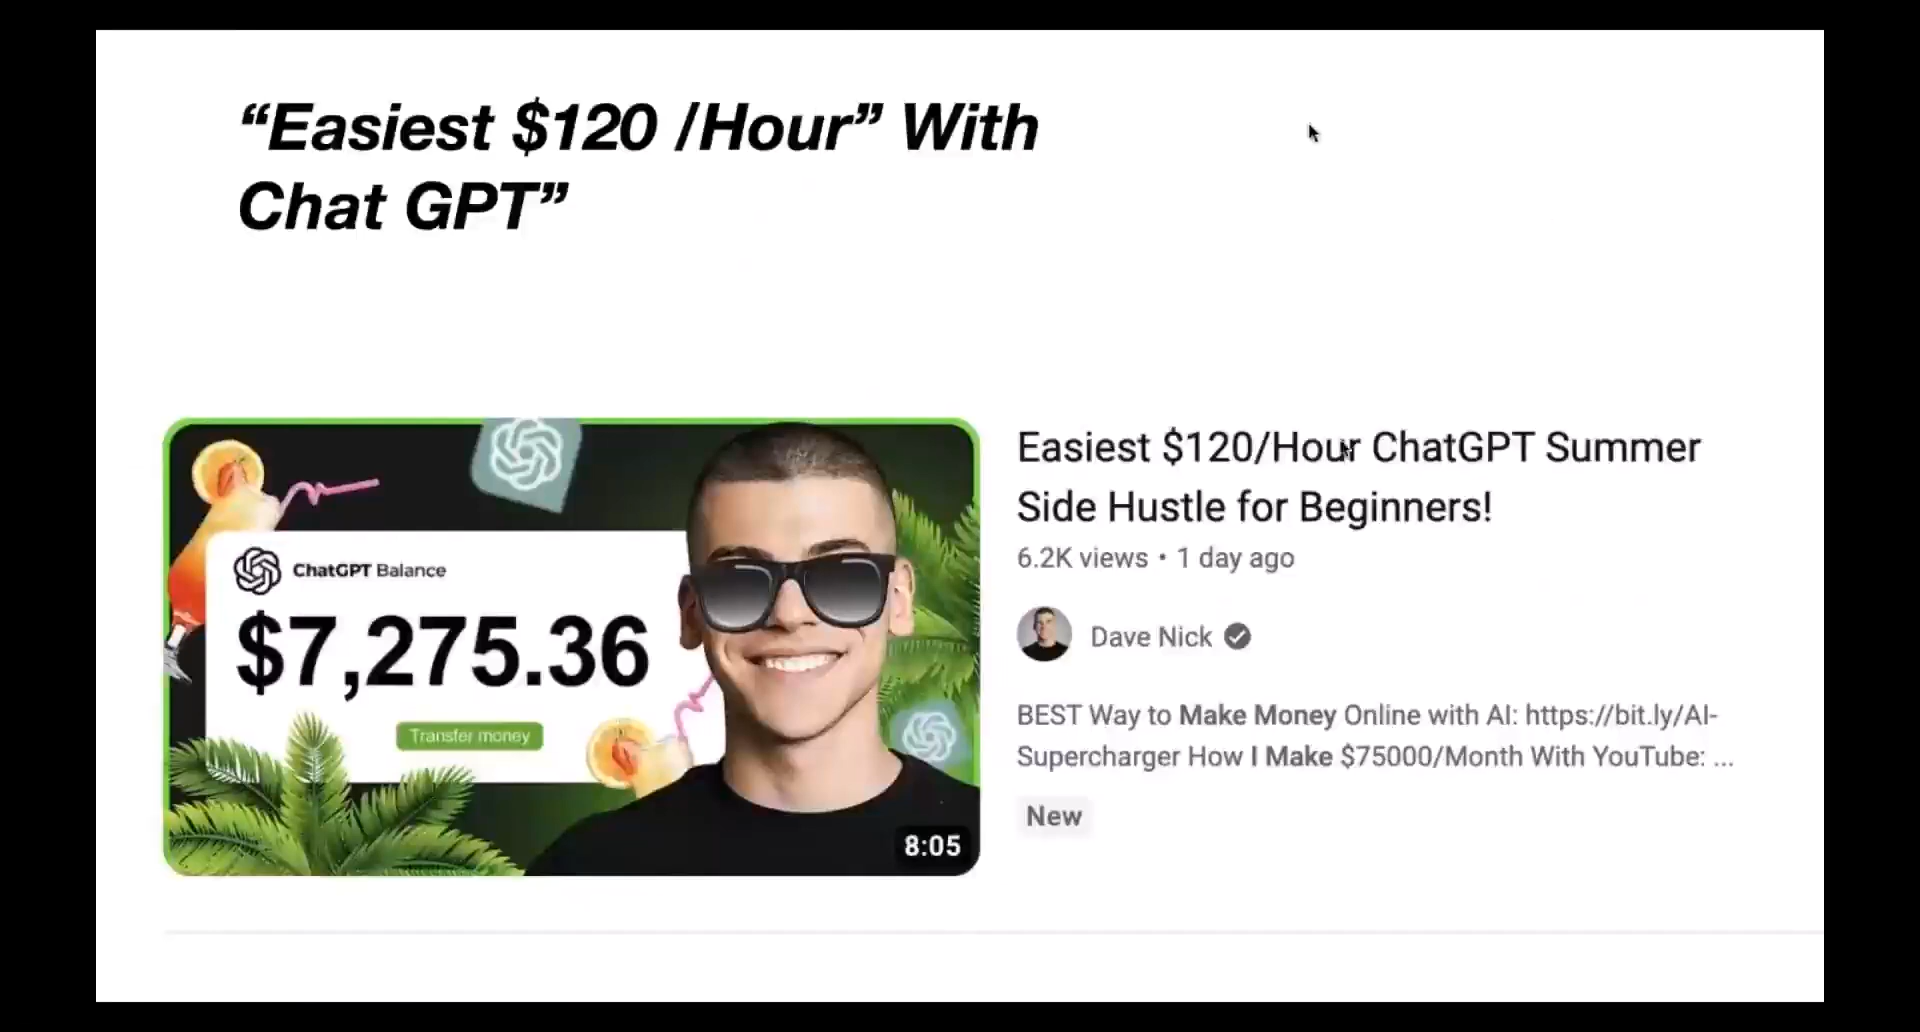 “Easiest $120 /Hour” With
Chat GPT”
ChatGPT Balance
$7,275.36
Transfer money
8:05
Easiest $120/Hour ChatGPT Summer
Side Hustle for Beginners!
6.2K views • 1 day ago
Dave Nick
BEST Way to Make Money Online with AI: https://bit.ly/AI-
Supercharger How I Make $75000/Month With YouTube: ...
New